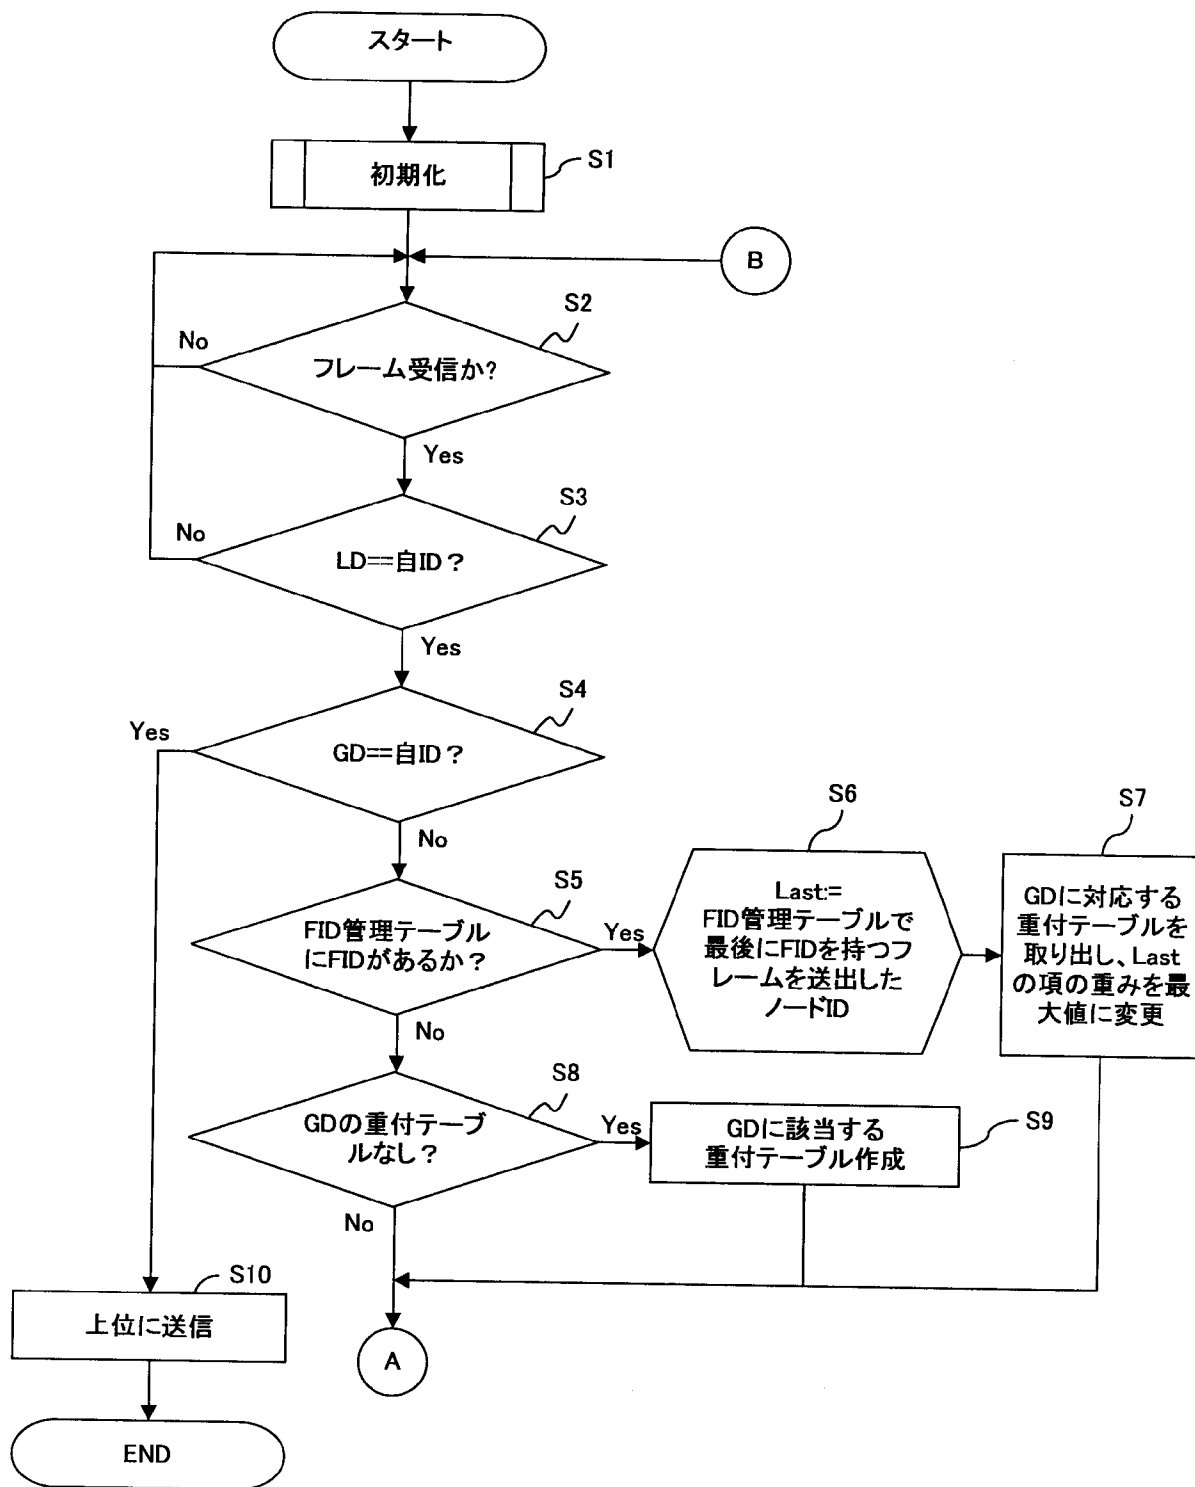 スタート
初期化
S1
B
S2
No
フレーム受信か?
Yes
S3
No
LD==自ID？
Yes
S4
Yes
GD==自ID？
No
S5
FID管理テーブル
にFIDがあるか？
Yes
No
S6
Last:=
FID管理テーブルで
最後にFIDを持つフ
レームを送出した
ノードID
S7
GDに対応する
重付テーブルを
取り出し、Last
の項の重みを最
大値に変更
S8
GDの重付テーブ
ルなし？
Yes
No
S9
GDに該当する
重付テーブル作成
S10
上位に送信
A
END